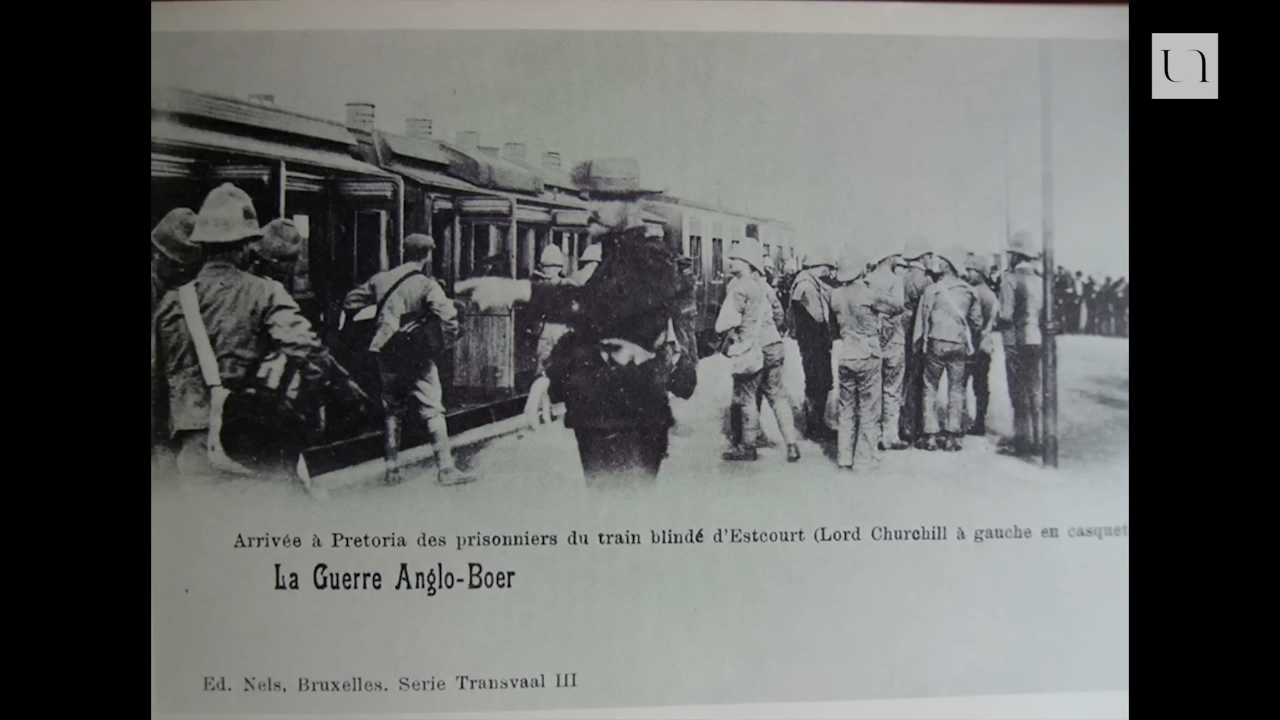 Arrivée à Pretoria des prisonniers du train blindé d'Estcourt (Lord Churchill à gauche en casquet
La Guerre Anglo-Boer
Ed. Nels, Bruxelles. Serie Transvaal III